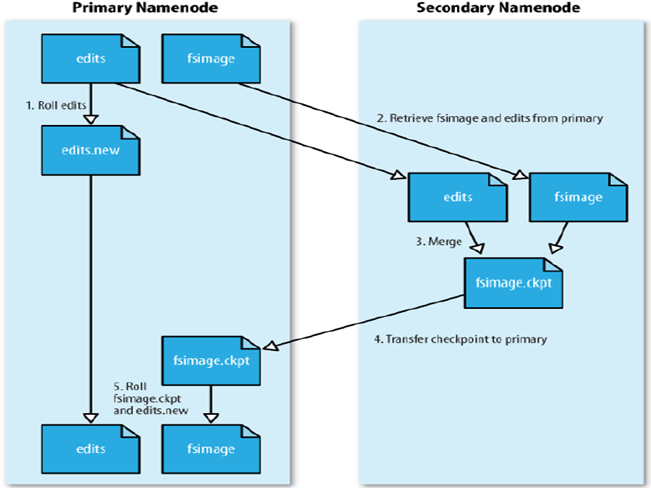 Primary Namenode
Secondary Namenode
edits
fsimage
1. Roll edits
2. Retrieve fsimage and edits from primary
edits.new
edits
fsimage
3. Merge
fsimage.ckpt
4. Transfer checkpoint to primary
fsimage.ckpt
5. Roll
fsimage.ckpt
and edits.new
edits
fsimage